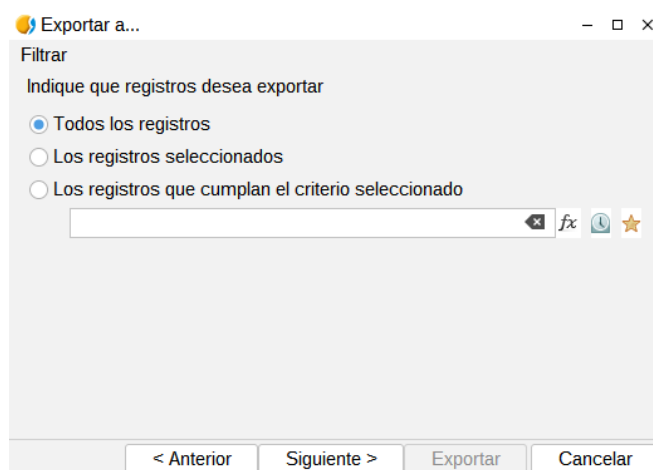 Exportar a...
Filtrar
Indique que registros desea exportar
Todos los registros
Los registros seleccionados
Los registros que cumplan el criterio seleccionado
fx
< Anterior Siguiente > Exportar Cancelar